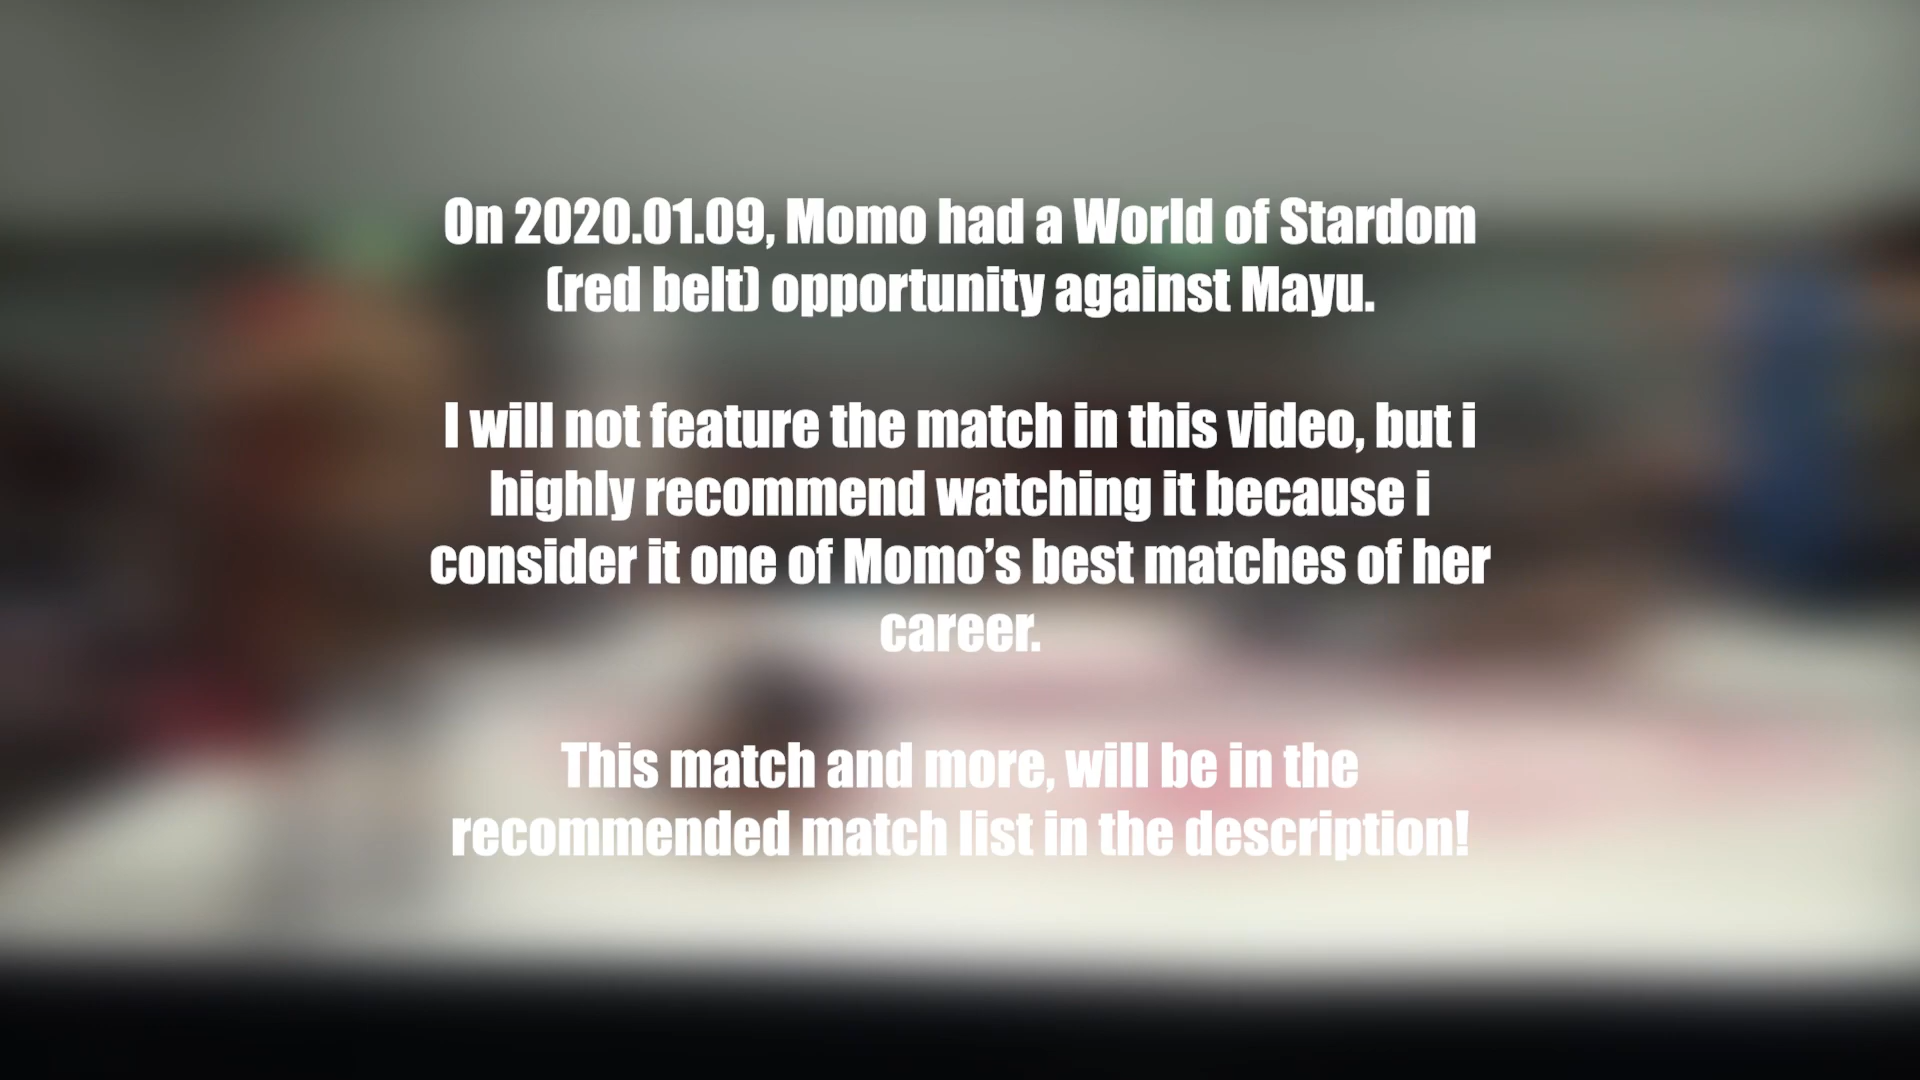 On 2020.01.09, Momo had a World of Stardom
(red belt) opportunity against Mayu.
I will not feature the match in this video, but i
highly recommend watching it because i
consider it one of Momo’s best matches of her
career.
This match and more, will be in the
recommended match list in the description!